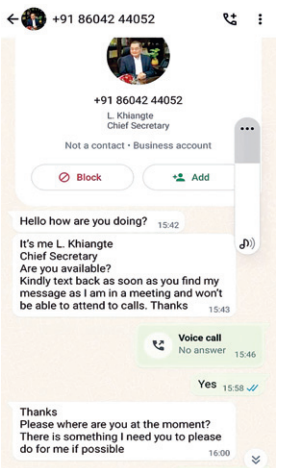 +91 86042 44052
+91 86042 44052
L. Khiangte
Chief Secretary
Not a contact • Business account
Block
Add
Hello how are you doing? 15:42
It's me L. Khiangte
Chief Secretary
Are you available?
Kindly text back as soon as you find my
message as I am in a meeting and won't
be able to attend to calls. Thanks 15:43
Voice call
No answer 15:46
Yes 15:58
Thanks
Please where are you at the moment?
There is something I need you to please
do for me if possible 16:00